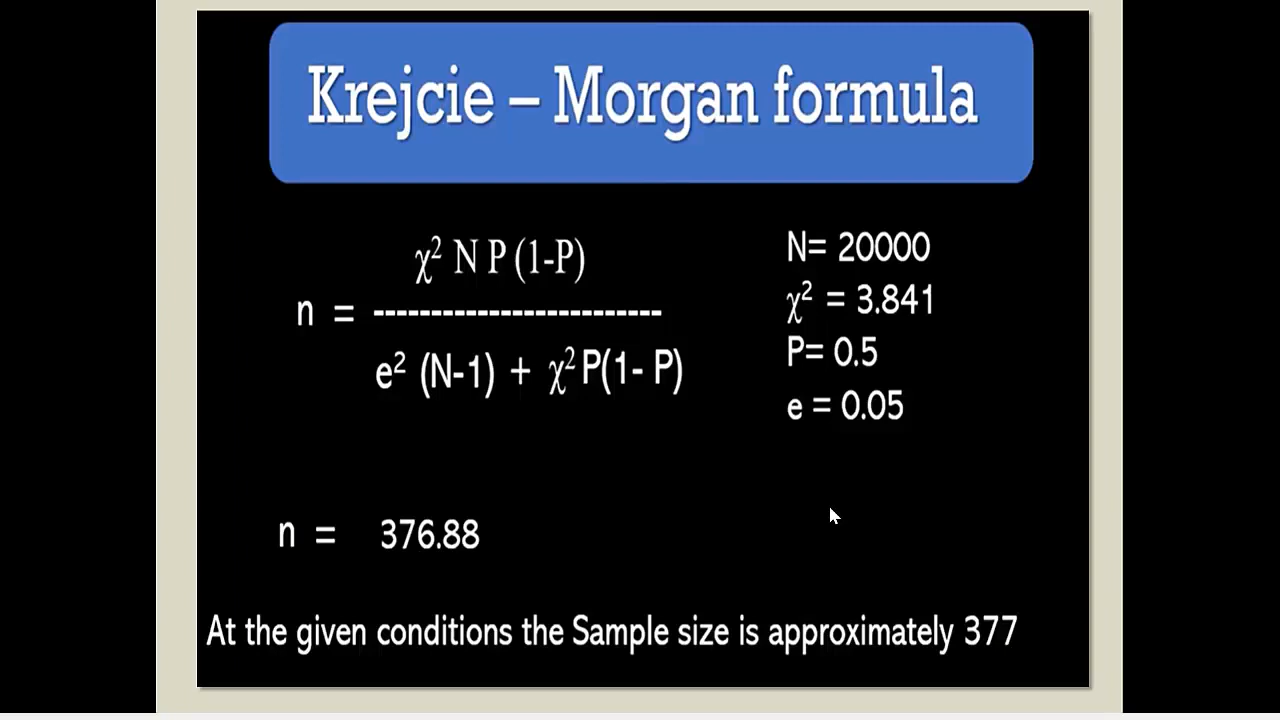 Krejcie – Morgan formula
χ² N P (1-P)
n = -------------------------
e² (N-1) + χ² P(1- P)
N= 20000
χ² = 3.841
P= 0.5
e = 0.05
n = 376.88
At the given conditions the Sample size is approximately 377